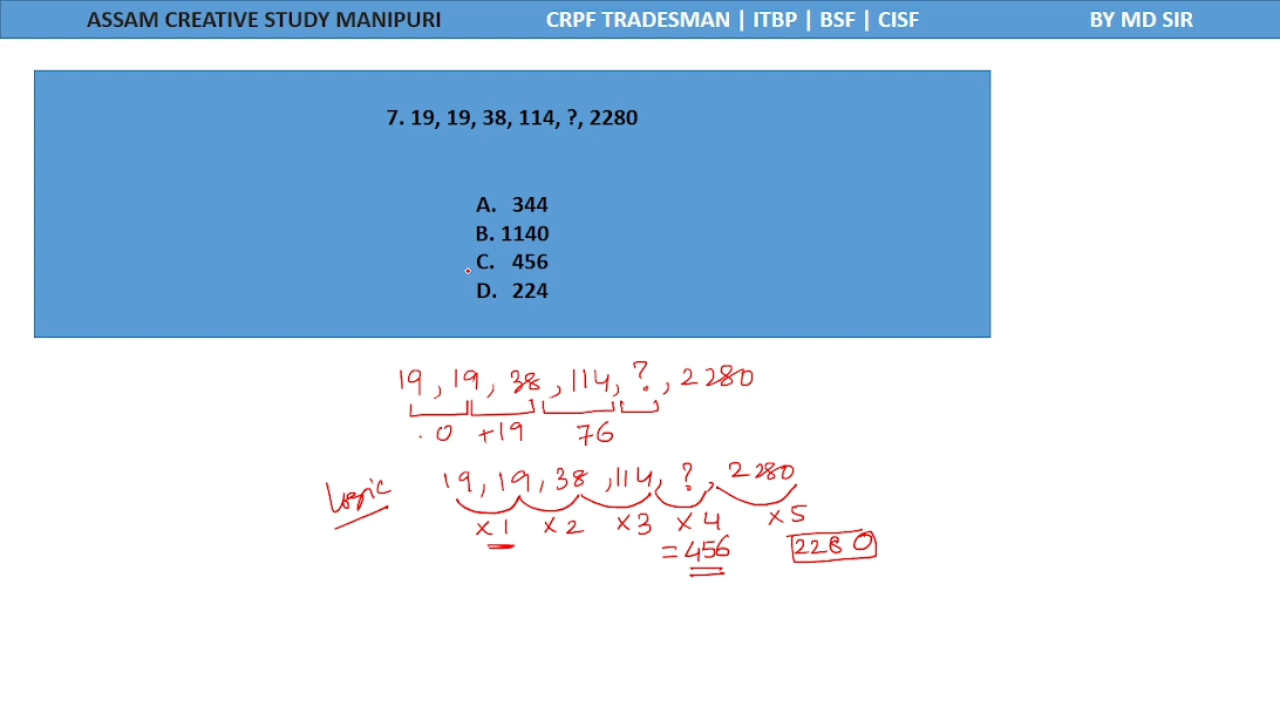 ASSAM CREATIVE STUDY MANIPURI CRPF TRADESMAN | ITBP | BSF | CISF BY MD SIR
7. 19, 19, 38, 114, ?, 2280
A. 344
B. 1140
C. 456
D. 224
19, 19, 38, 114, ?, 2280
0 +19 76
Logic 19, 19, 38, 114, ?, 2280
×1 ×2 ×3 ×4 ×5
= 456 2280